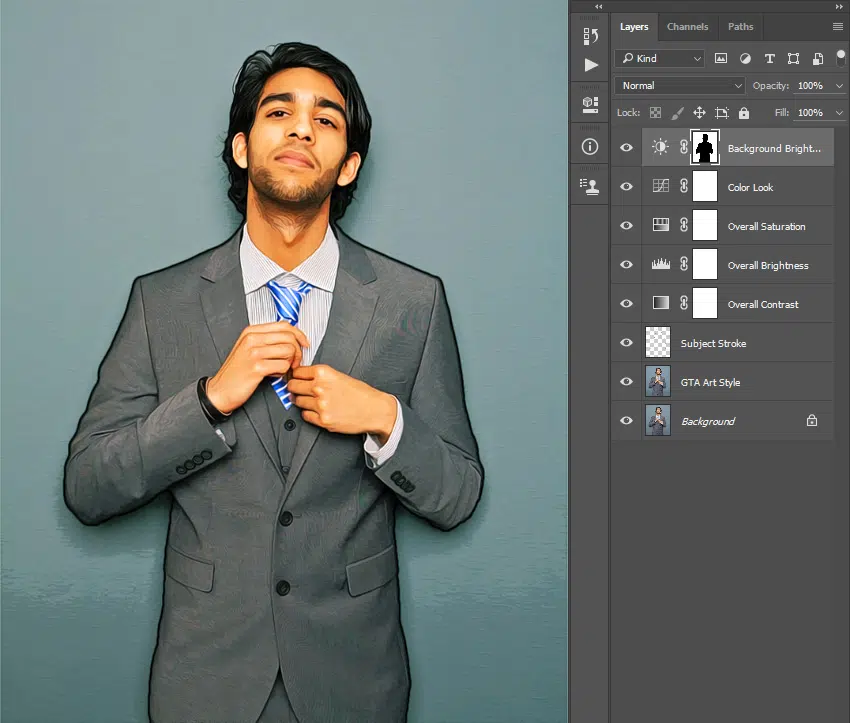 Layers Channels Paths
Kind
Normal Opacity: 100%
Lock: Fill: 100%
Background Bright...
Color Look
Overall Saturation
Overall Brightness
Overall Contrast
Subject Stroke
GTA Art Style
Background